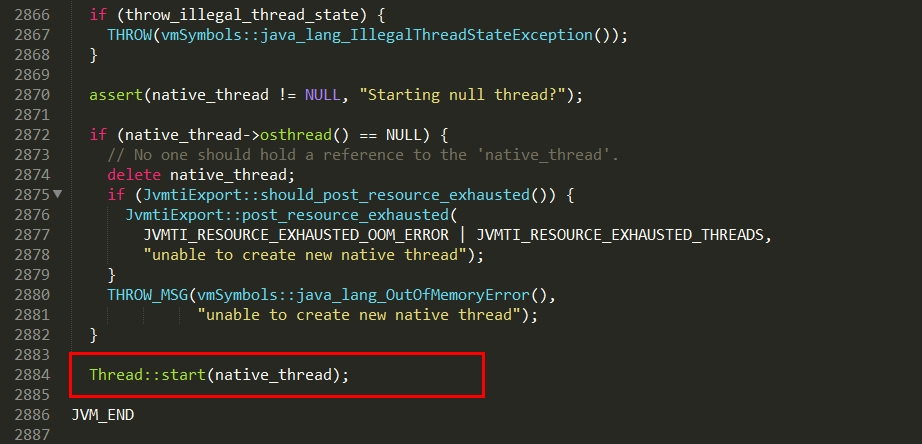 2866 if (throw_illegal_thread_state) {
2867 THROW(vmSymbols::java_lang_IllegalThreadStateException());
2868 }
2869
2870 assert(native_thread != NULL, "Starting null thread?");
2871
2872 if (native_thread->osthread() == NULL) {
2873 // No one should hold a reference to the 'native_thread'.
2874 delete native_thread;
2875 if (JvmtiExport::should_post_resource_exhausted()) {
2876 JvmtiExport::post_resource_exhausted(
2877 JVMTI_RESOURCE_EXHAUSTED_OOM_ERROR | JVMTI_RESOURCE_EXHAUSTED_THREADS,
2878 "unable to create new native thread");
2879 }
2880 THROW_MSG(vmSymbols::java_lang_OutOfMemoryError(),
2881 "unable to create new native thread");
2882 }
2883
2884 Thread::start(native_thread);
2885
2886 JVM_END
2887